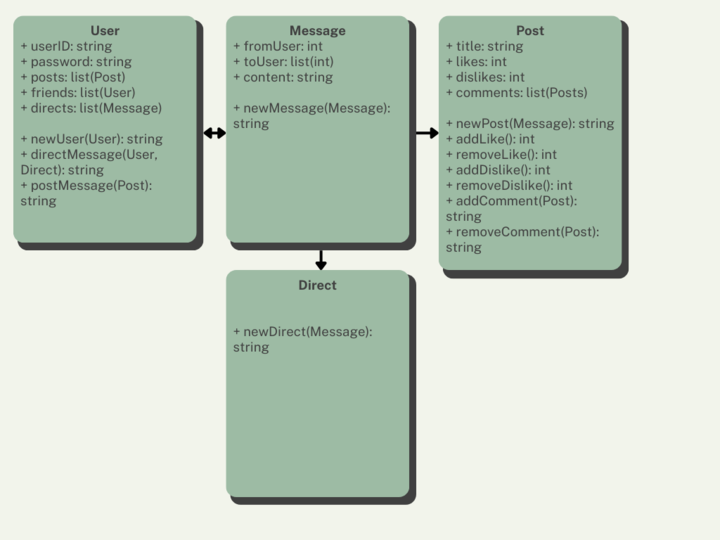 User
+ userID: string
+ password: string
+ posts: list(Post)
+ friends: list(User)
+ directs: list(Message)
+ newUser(User): string
+ directMessage(User,
Direct): string
+ postMessage(Post):
string
Message
+ fromUser: int
+ toUser: list(int)
+ content: string
+ newMessage(Message):
string
Post
+ title: string
+ likes: int
+ dislikes: int
+ comments: list(Posts)
+ newPost(Message): string
+ addLike(): int
+ removeLike(): int
+ addDislike(): int
+ removeDislike(): int
+ addComment(Post):
string
+ removeComment(Post):
string
Direct
+ newDirect(Message):
string